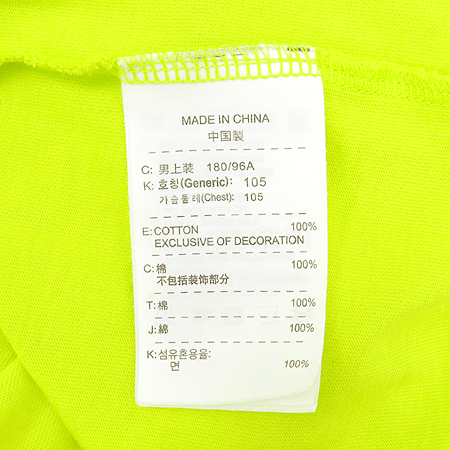 MADE IN CHINA
中国製
C: 男上装 180/96A
K: 호칭(Generic): 105
가슴둘레(Chest): 105
E: COTTON 100%
EXCLUSIVE OF DECORATION
C: 棉 100%
不包括装饰部分
T: 棉 100%
J: 綿 100%
K: 섬유혼용율:
면 100%